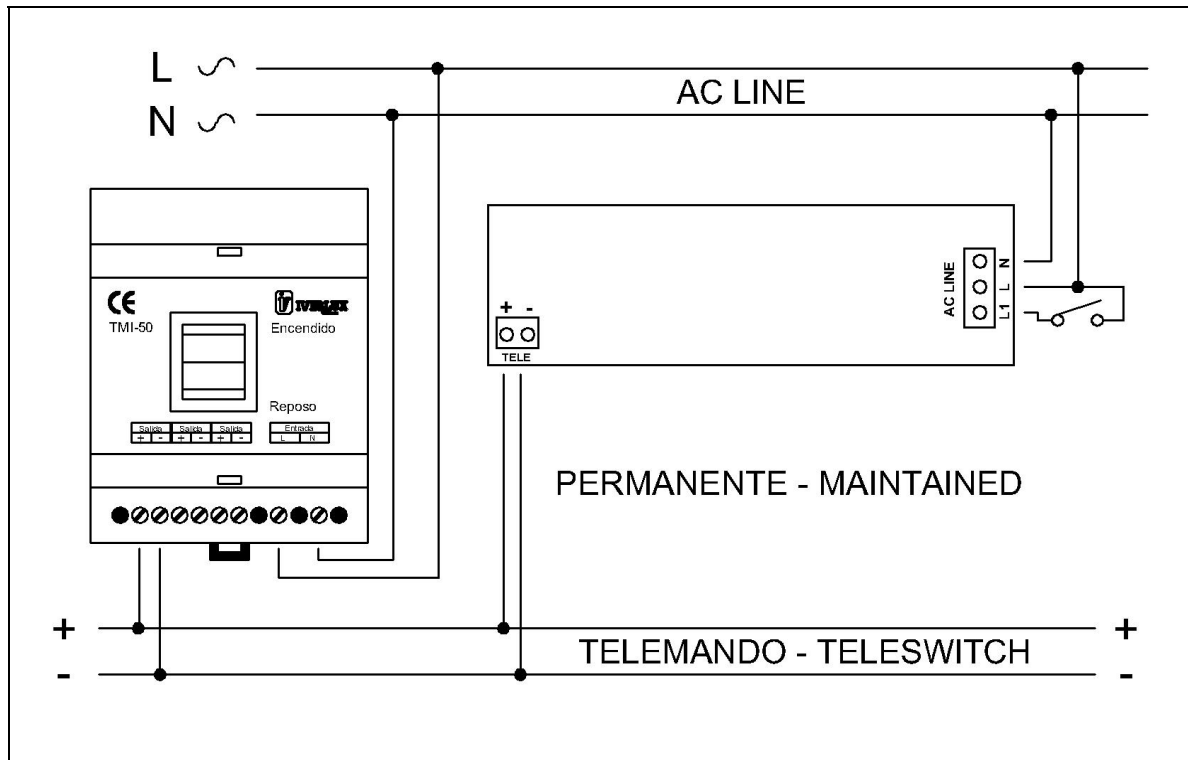 L
AC LINE
N
CE
TMI-50
IVERLUX
Encendido
Reposo
Salida Salida Salida
+ - + - + -
Entrada
L N
+ -
TELE
AC LINE
N
L
L1
PERMANENTE - MAINTAINED
+ +
TELEMANDO - TELESWITCH
- -